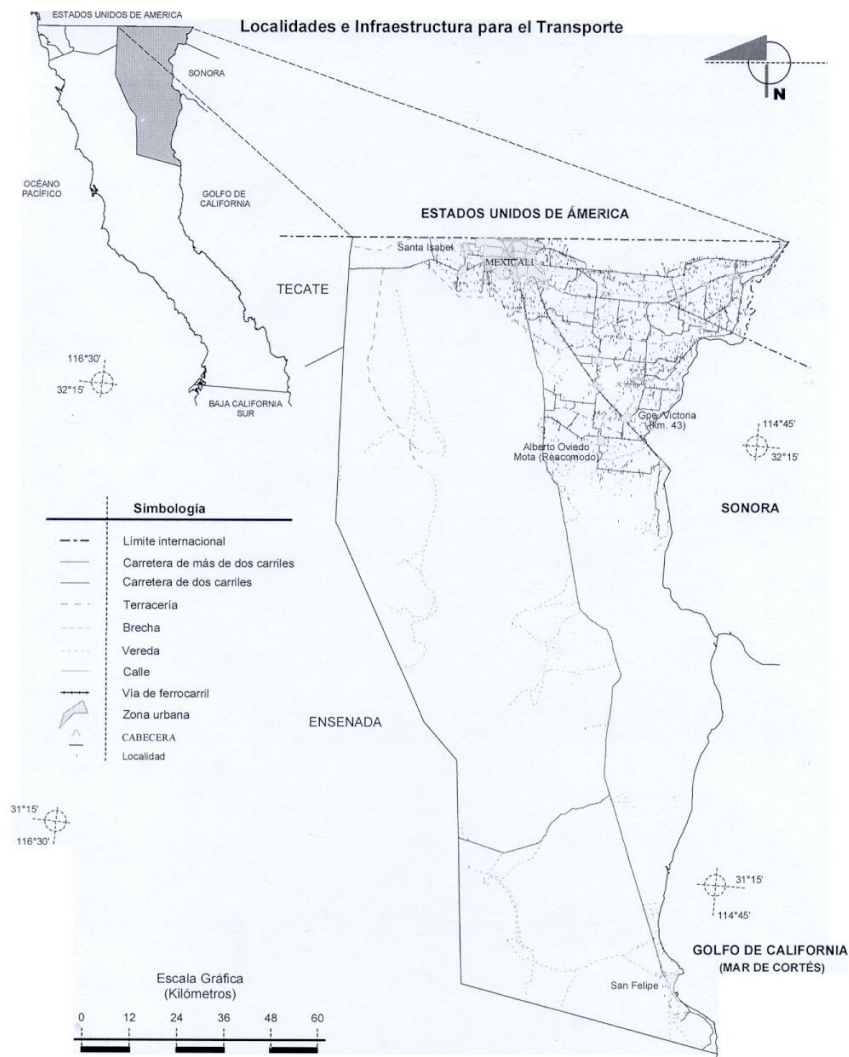 Localidades e Infraestructura para el Transporte
ESTADOS UNIDOS DE AMÉRICA
SONORA
N
OCÉANO
PACÍFICO
GOLFO DE
CALIFORNIA
BAJA CALIFORNIA
SUR
ESTADOS UNIDOS DE ÁMERICA
Santa Isabel
MEXICALI
TECATE
116°30'
32°15'
Gpe. Victoria
(km. 43)
Alberto Oviedo
Mota (Reacomodo)
114°45'
32°15'
SONORA
Simbología
Límite internacional
Carretera de más de dos carriles
Carretera de dos carriles
Terracería
Brecha
Vereda
Calle
Vía de ferrocarril
Zona urbana
CABECERA
Localidad
ENSENADA
31°15'
116°30'
31°15'
114°45'
GOLFO DE CALIFORNIA
(MAR DE CORTÉS)
San Felipe
Escala Gráfica
(Kilómetros)
0 12 24 36 48 60